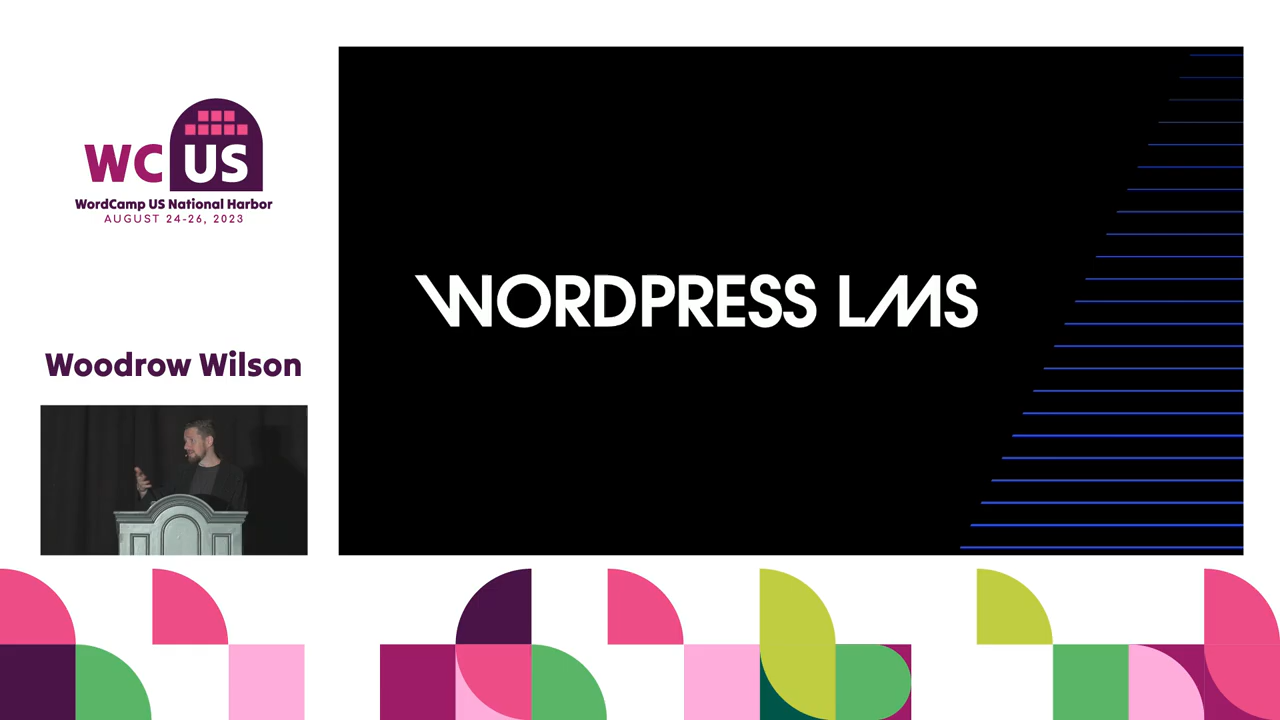 WC US
WordCamp US National Harbor
AUGUST 24-26, 2023
Woodrow Wilson
WORDPRESS LMS